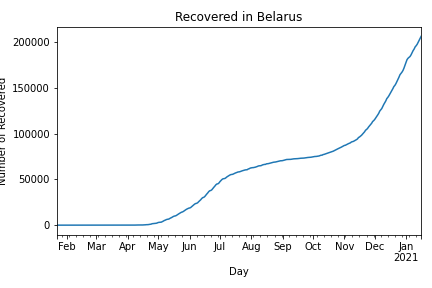 Recovered in Belarus
Number of Recovered
200000
150000
100000
50000
0
Feb Mar Apr May Jun Jul Aug Sep Oct Nov Dec Jan
2021
Day